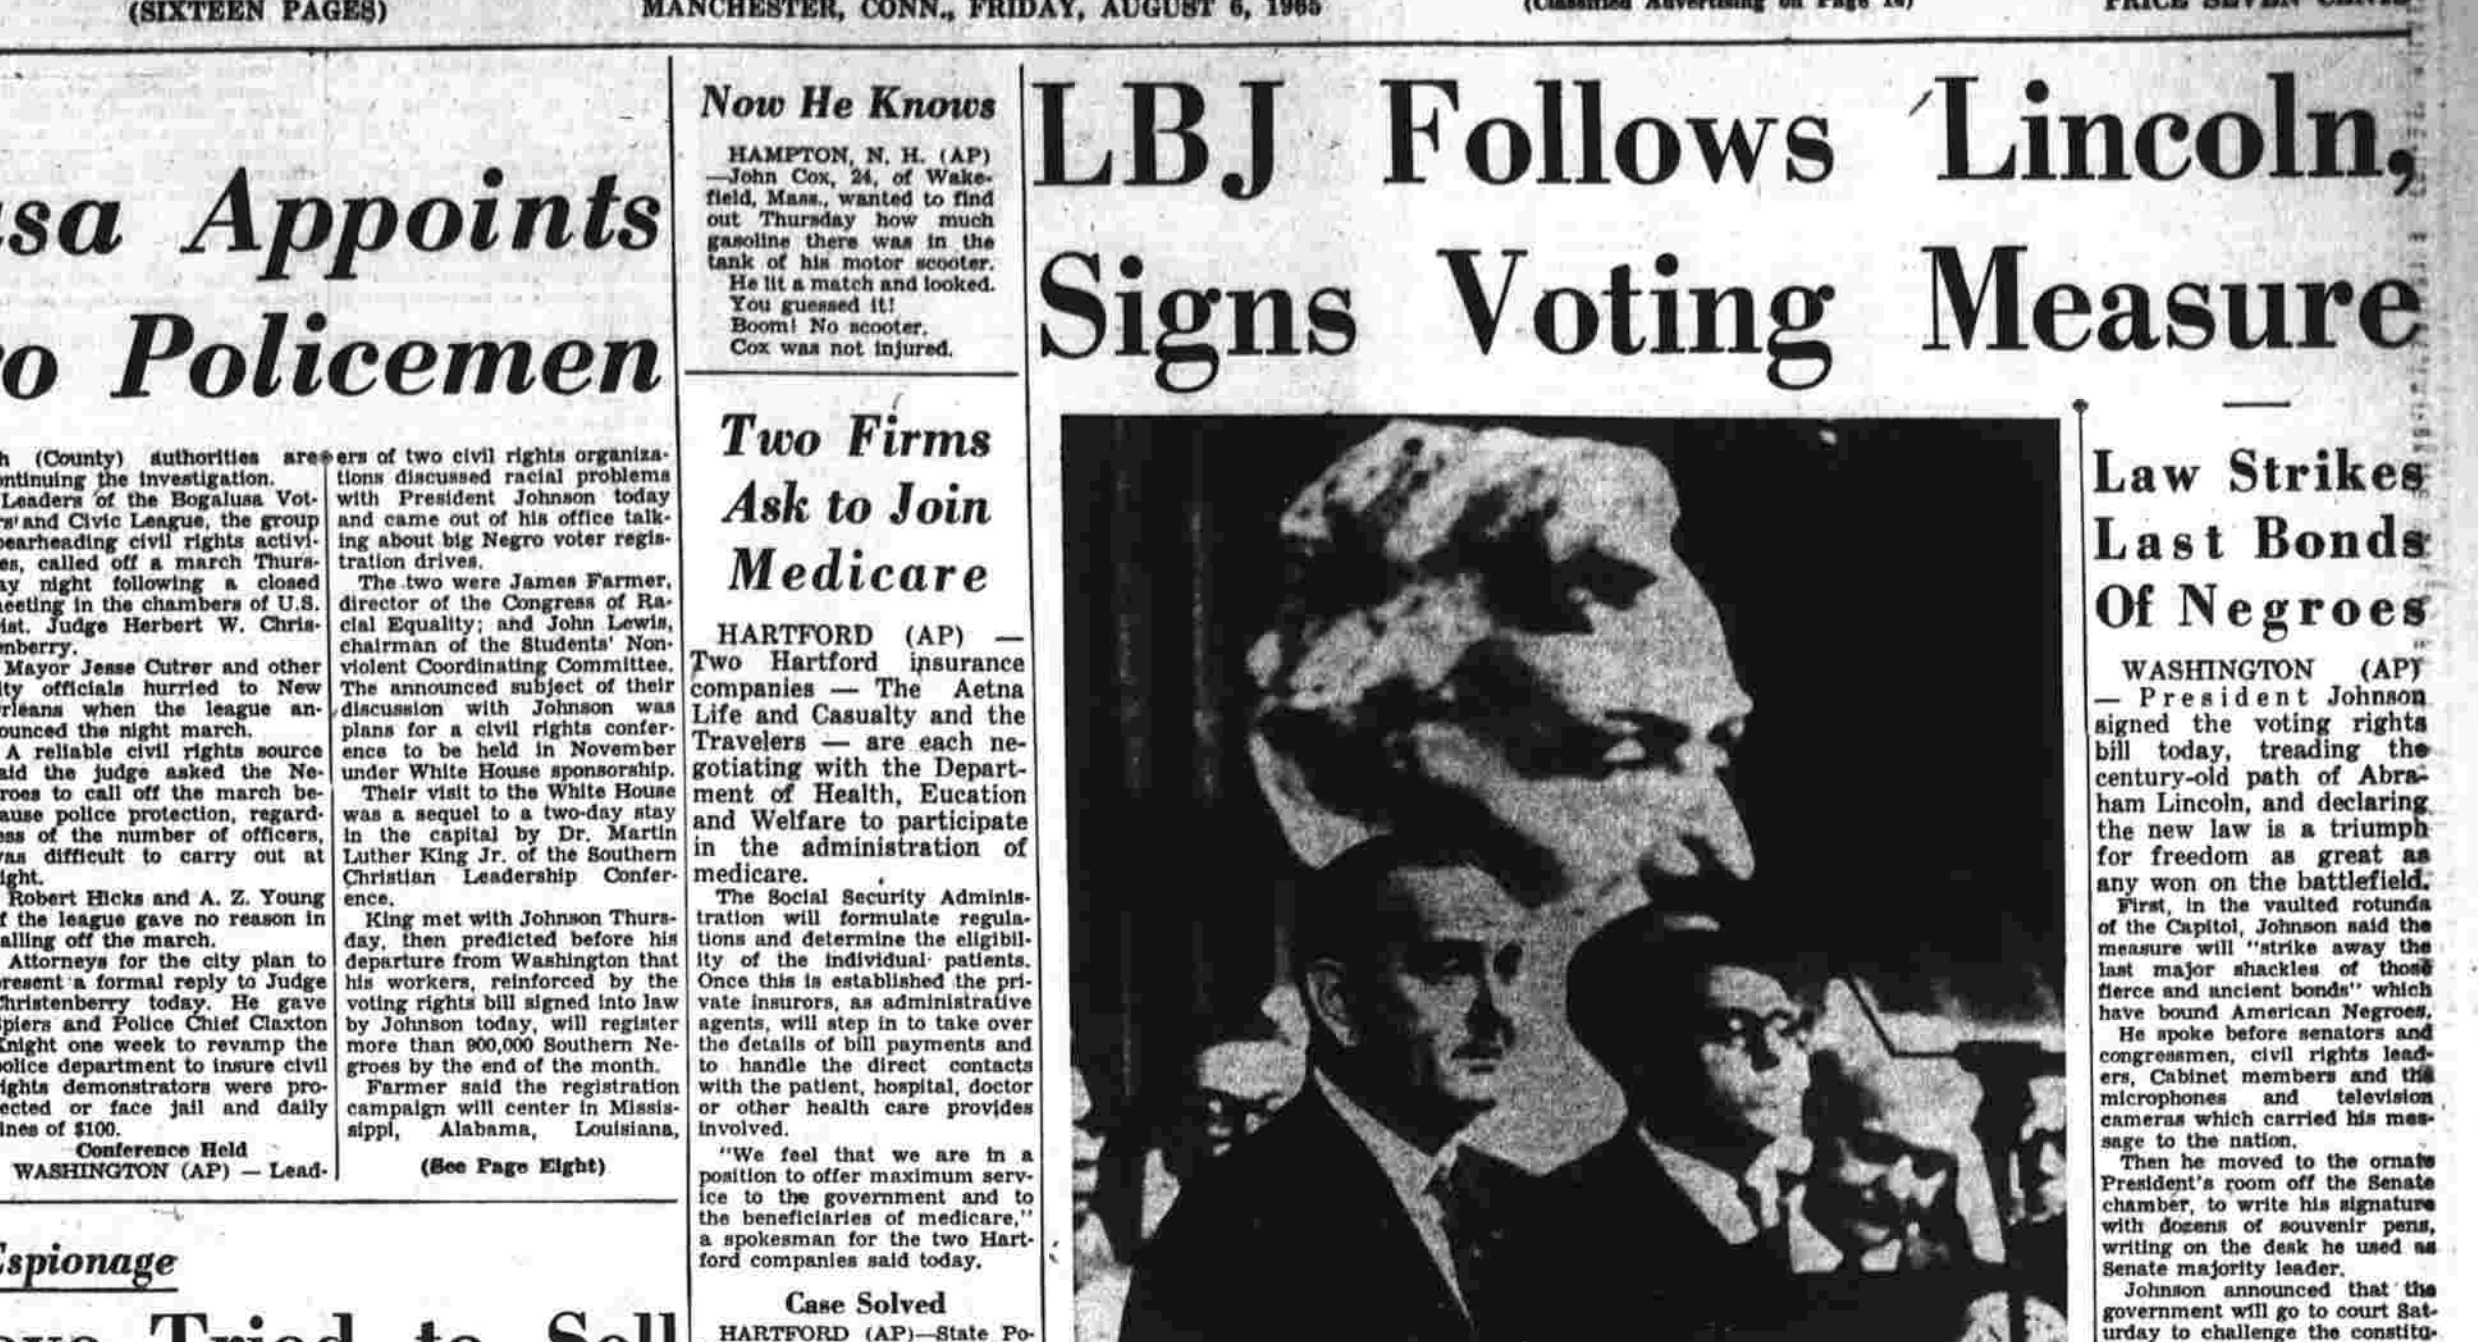 (SIXTEEN PAGES)
MANCHESTER, CONN., FRIDAY, AUGUST 6, 1965
(Classified Advertising on Page 14)
PRICE SEVEN CENTS
Appoints
Policemen
(County) authorities are
the investigation.
Leaders of the Bogalusa Vot-
and Civic League, the group
civil rights activi-
called off a march Thurs-
night following a closed
in the chambers of U.S.
Judge Herbert W. Chris-
Mayor Jesse Cutrer and other
officials hurried to New
when the league an-
the night march.
A reliable civil rights source
the judge asked the Ne-
to call off the march be-
police protection, regard-
of the number of officers,
difficult to carry out at
Robert Hicks and A. Z. Young
the league gave no reason in
off the march.
Attorneys for the city plan to
a formal reply to Judge
today. He gave
and Police Chief Claxton
one week to revamp the
department to insure civil
demonstrators were pro-
or face jail and daily
of $100.
Conference Held
WASHINGTON (AP) — Lead-
ers of two civil rights organiza-
tions discussed racial problems
with President Johnson today
and came out of his office talk-
ing about big Negro voter regis-
tration drives.
The two were James Farmer,
director of the Congress of Ra-
cial Equality; and John Lewis,
chairman of the Students' Non-
violent Coordinating Committee.
The announced subject of their
discussion with Johnson was
plans for a civil rights confer-
ence to be held in November
under White House sponsorship.
Their visit to the White House
was a sequel to a two-day stay
in the capital by Dr. Martin
Luther King Jr. of the Southern
Christian Leadership Confer-
ence.
King met with Johnson Thurs-
day, then predicted before his
departure from Washington that
his workers, reinforced by the
voting rights bill signed into law
by Johnson today, will register
more than 900,000 Southern Ne-
groes by the end of the month.
Farmer said the registration
campaign will center in Missis-
sippi, Alabama, Louisiana,
(See Page Eight)
Espionage
Tried to Sell
Now He Knows
HAMPTON, N. H. (AP)
—John Cox, 24, of Wake-
field, Mass., wanted to find
out Thursday how much
gasoline there was in the
tank of his motor scooter.
He lit a match and looked.
You guessed it!
Boom! No scooter.
Cox was not injured.
Two Firms
Ask to Join
Medicare
HARTFORD (AP) —
Two Hartford insurance
companies — The Aetna
Life and Casualty and the
Travelers — are each ne-
gotiating with the Depart-
ment of Health, Eucation
and Welfare to participate
in the administration of
medicare.
The Social Security Adminis-
tration will formulate regula-
tions and determine the eligibil-
ity of the individual patients.
Once this is established the pri-
vate insurors, as administrative
agents, will step in to take over
the details of bill payments and
to handle the direct contacts
with the patient, hospital, doctor
or other health care provides
involved.
"We feel that we are in a
position to offer maximum serv-
ice to the government and to
the beneficiaries of medicare,"
a spokesman for the two Hart-
ford companies said today.
Case Solved
HARTFORD (AP)—State Po-
LBJ Follows Lincoln,
Signs Voting Measure
Law Strikes
Last Bonds
Of Negroes
WASHINGTON (AP)
— President Johnson
signed the voting rights
bill today, treading the
century-old path of Abra-
ham Lincoln, and declaring
the new law is a triumph
for freedom as great as
any won on the battlefield.
First, in the vaulted rotunda
of the Capitol, Johnson said the
measure will "strike away the
last major shackles of those
fierce and ancient bonds" which
have bound American Negroes.
He spoke before senators and
congressmen, civil rights lead-
ers, Cabinet members and the
microphones and television
cameras which carried his mes-
sage to the nation.
Then he moved to the ornate
President's room off the Senate
chamber, to write his signature
with dozens of souvenir pens,
writing on the desk he used as
Senate majority leader.
Johnson announced that the
government will go to court Sat-
urday to challenge the constitu-